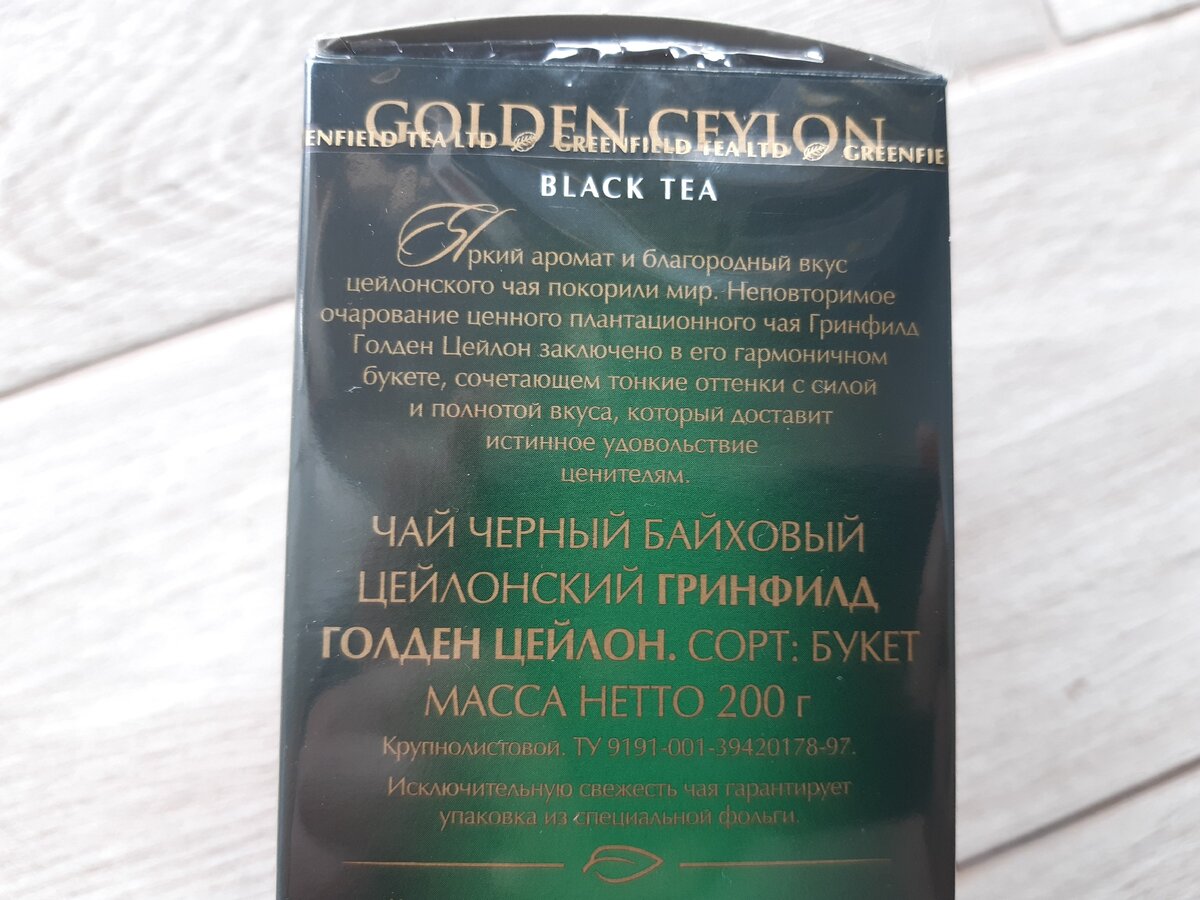 GOLDEN CEYLON
ENFIELD TEA LTD GREENFIELD TEA LTD GREENFIE
BLACK TEA
Яркий аромат и благородный вкус
цейлонского чая покорили мир. Неповторимое
очарование ценного плантационного чая Гринфилд
Голден Цейлон заключено в его гармоничном
букете, сочетающем тонкие оттенки с силой
и полнотой вкуса, который доставит
истинное удовольствие
ценителям.
ЧАЙ ЧЕРНЫЙ БАЙХОВЫЙ
ЦЕЙЛОНСКИЙ ГРИНФИЛД
ГОЛДЕН ЦЕЙЛОН. СОРТ: БУКЕТ
МАССА НЕТТО 200 г
Крупнолистовой. ТУ 9191-001-39420178-97.
Исключительную свежесть чая гарантирует
упаковка из специальной фольги.